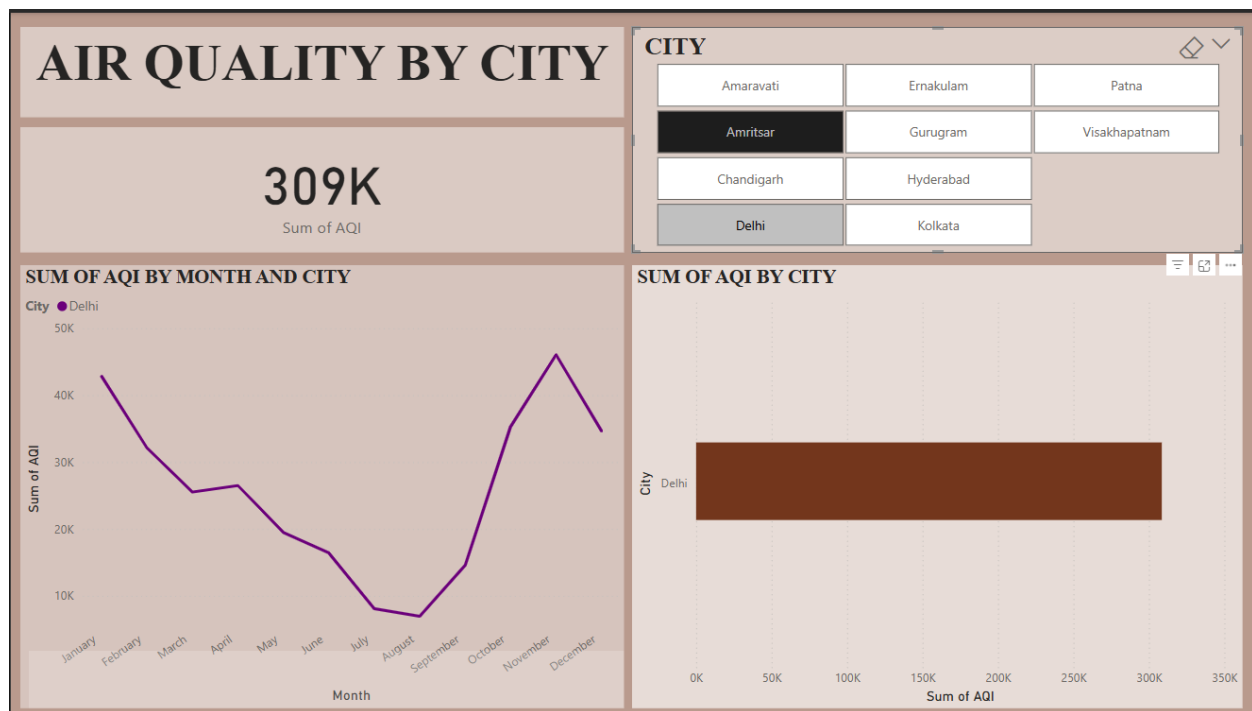 AIR QUALITY BY CITY
309K
Sum of AQI
CITY
Amaravati
Ernakulam
Patna
Amritsar
Gurugram
Visakhapatnam
Chandigarh
Hyderabad
Delhi
Kolkata
SUM OF AQI BY MONTH AND CITY
City Delhi
50K
40K
30K
20K
10K
Sum of AQI
January
February
March
April
May
June
July
August
September
October
November
December
Month
SUM OF AQI BY CITY
City
Delhi
0K
50K
100K
150K
200K
250K
300K
350K
Sum of AQI